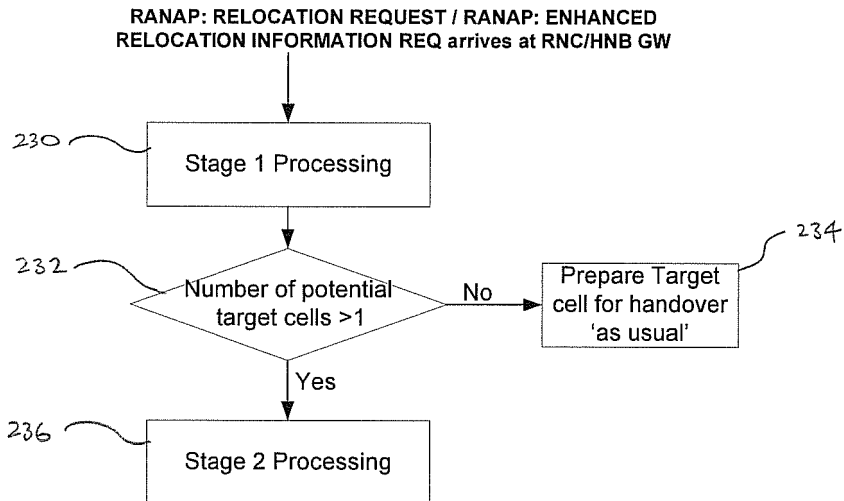 RANAP: RELOCATION REQUEST / RANAP: ENHANCED
RELOCATION INFORMATION REQ arrives at RNC/HNB GW
230
Stage 1 Processing
232
Number of potential
target cells >1
No
234
Prepare Target
cell for handover
‘as usual’
Yes
236
Stage 2 Processing